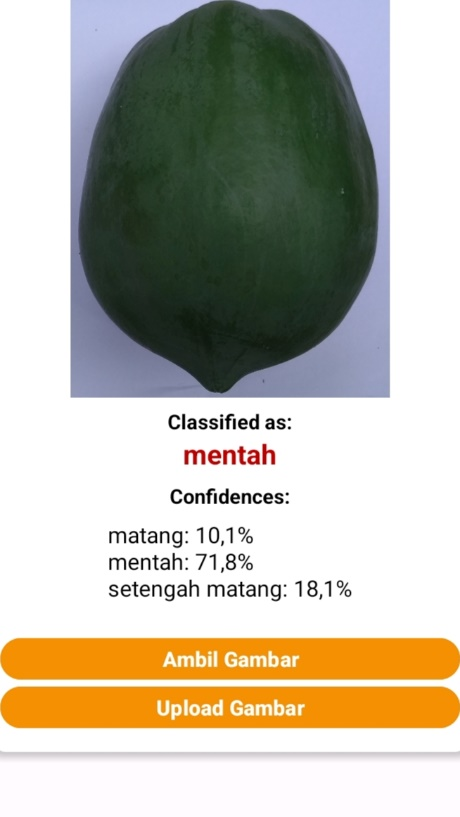 Classified as:
mentah
Confidences:
matang: 10,1%
mentah: 71,8%
setengah matang: 18,1%
Ambil Gambar
Upload Gambar